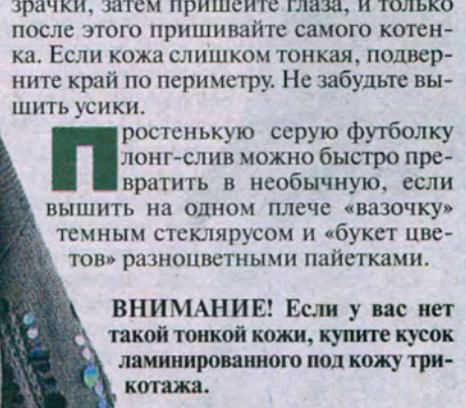 зрачки, затем пришейте глаза, и только
после этого пришивайте самого котен-
ка. Если кожа слишком тонкая, подвер-
ните край по периметру. Не забудьте вы-
шить усики.
Простенькую серую футболку
лонг-слив можно быстро пре-
вратить в необычную, если
вышить на одном плече «вазочку»
темным стеклярусом и «букет цве-
тов» разноцветными пайетками.
ВНИМАНИЕ! Если у вас нет
такой тонкой кожи, купите кусок
ламинированного под кожу три-
котажа.